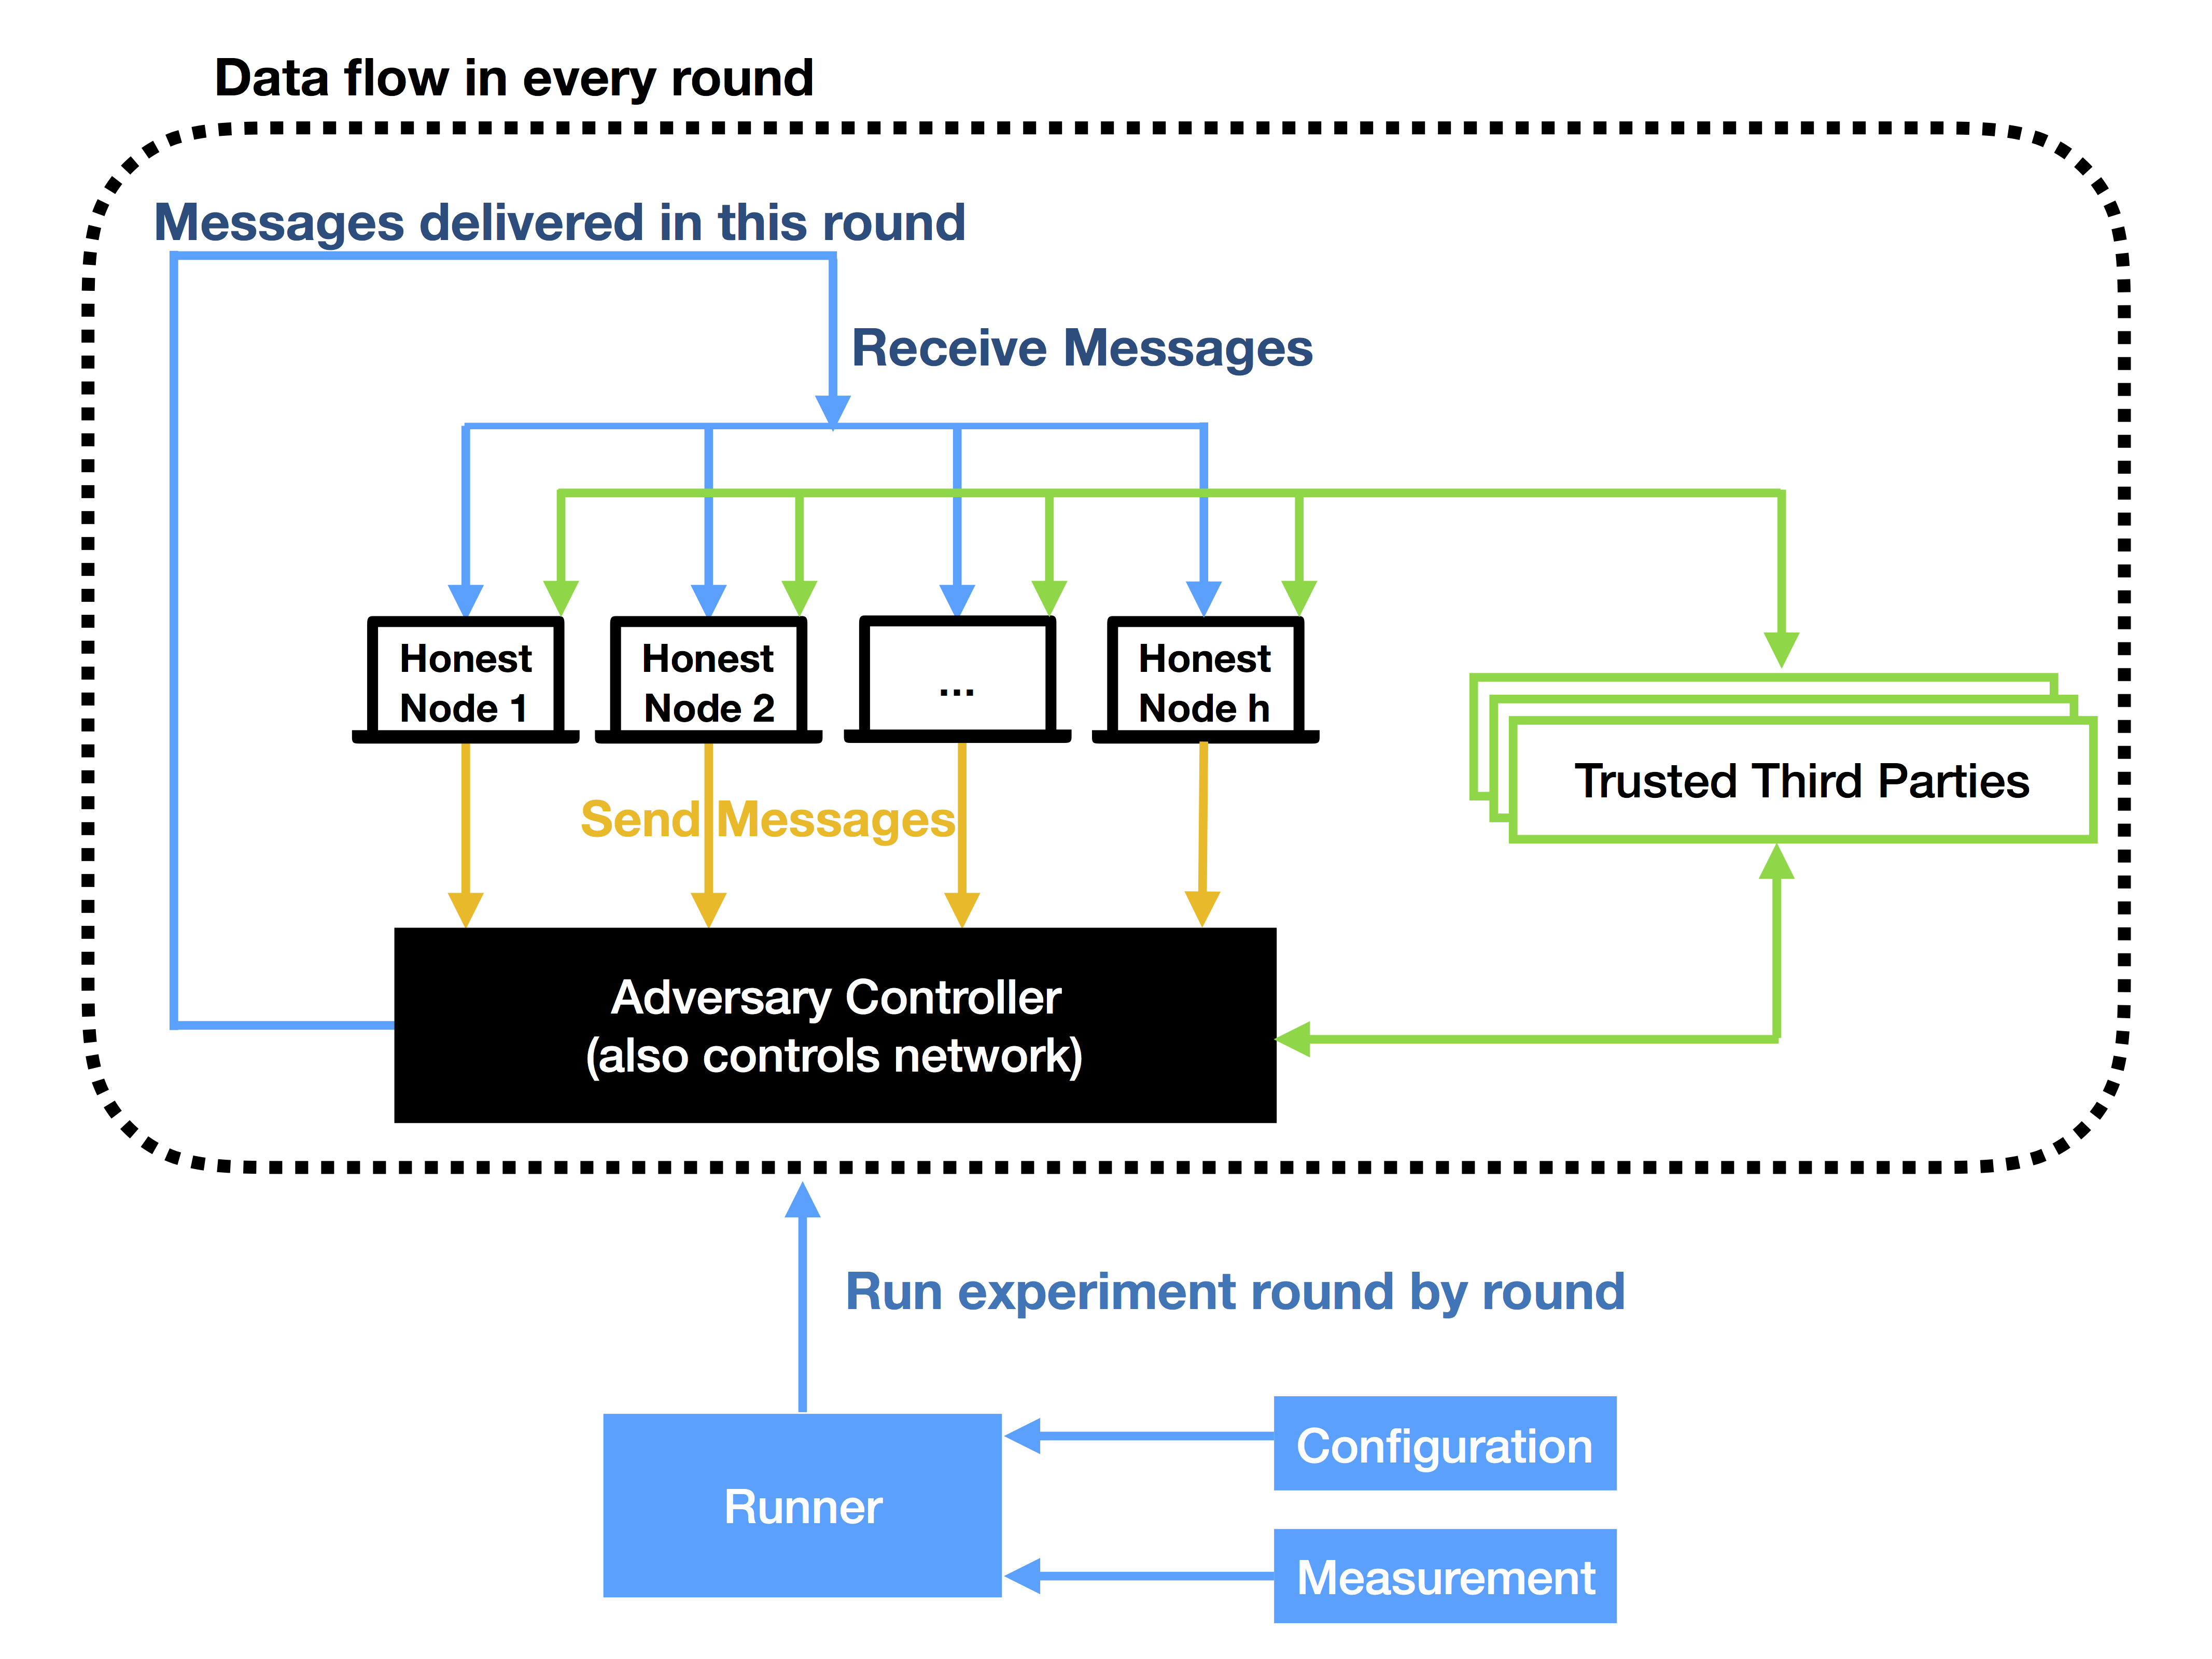 Data flow in every round
Messages delivered in this round
Receive Messages
Honest
Node 1
Honest
Node 2
...
Honest
Node h
Send Messages
Trusted Third Parties
Adversary Controller
(also controls network)
Run experiment round by round
Configuration
Runner
Measurement